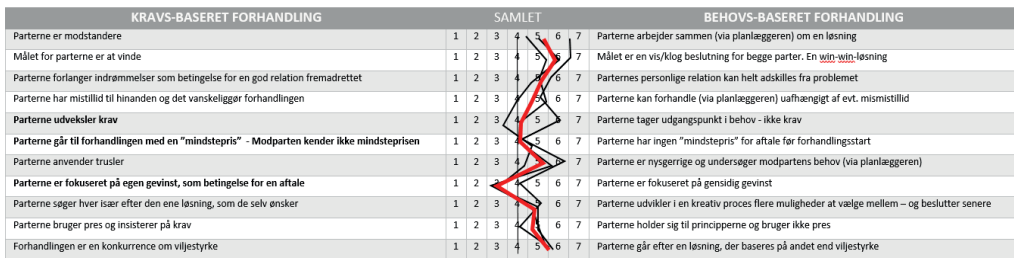 KRAVS-BASERET FORHANDLING SAMLET BEHOVS-BASERET FORHANDLING
Parterne er modstandere 1 2 3 4 5 6 7 Parterne arbejder sammen (via planlæggeren) om en løsning
Målet for parterne er at vinde 1 2 3 4 5 6 7 Målet er en vis/klog beslutning for begge parter. En win-win-løsning
Parterne forlanger indrømmelser som betingelse for en god relation fremadrettet 1 2 3 4 5 6 7 Parternes personlige relation kan helt adskilles fra problemet
Parterne har mistillid til hinanden og det vanskeliggør forhandlingen 1 2 3 4 5 6 7 Parterne kan forhandle (via planlæggeren) uafhængigt af evt. mismistillid
Parterne udveksler krav 1 2 3 4 5 6 7 Parterne tager udgangspunkt i behov - ikke krav
Parterne går til forhandlingen med en ”mindstepris” - Modparten kender ikke mindsteprisen 1 2 3 4 5 6 7 Parterne har ingen ”mindstepris” for aftale før forhandlingsstart
Parterne anvender trusler 1 2 3 4 5 6 7 Parterne er nysgerrige og undersøger modpartens behov (via planlæggeren)
Parterne er fokuseret på egen gevinst, som betingelse for en aftale 1 2 3 4 5 6 7 Parterne er fokuseret på gensidig gevinst
Parterne søger hver især efter den ene løsning, som de selv ønsker 1 2 3 4 5 6 7 Parterne udvikler i en kreativ proces flere muligheder at vælge mellem – og beslutter senere
Parterne bruger pres og insisterer på krav 1 2 3 4 5 6 7 Parterne holder sig til principperne og bruger ikke pres
Forhandlingen er en konkurrence om viljestyrke 1 2 3 4 5 6 7 Parterne går efter en løsning, der baseres på andet end viljestyrke